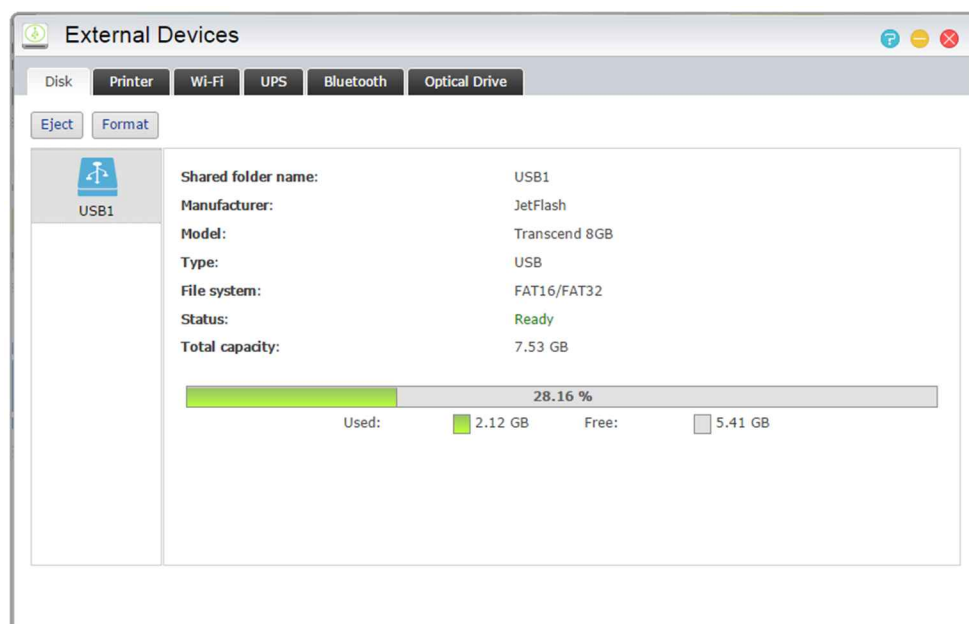 External Devices
Disk Printer Wi-Fi UPS Bluetooth Optical Drive
Eject Format
USB1
Shared folder name: USB1
Manufacturer: JetFlash
Model: Transcend 8GB
Type: USB
File system: FAT16/FAT32
Status: Ready
Total capacity: 7.53 GB
28.16 %
Used: 2.12 GB Free: 5.41 GB